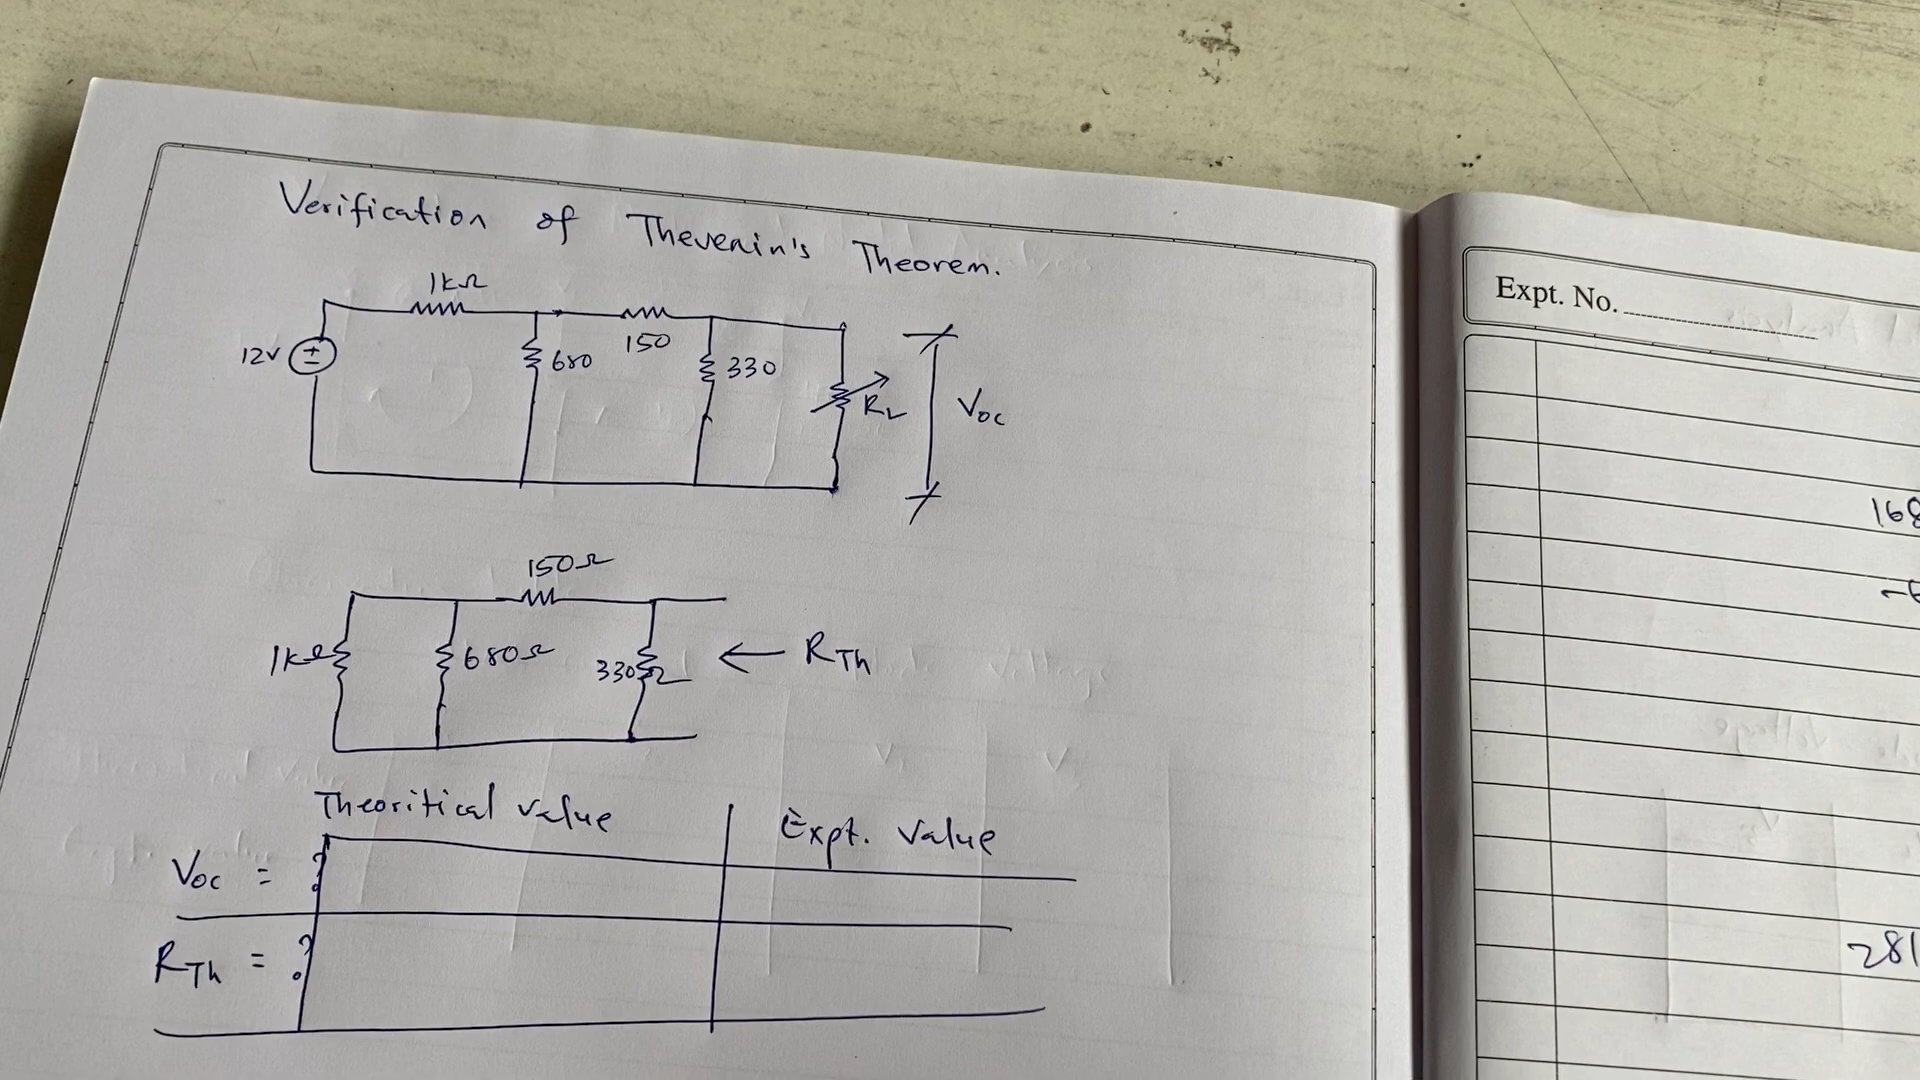 Verification of Thevenin's Theorem.
1kΩ
12v
680
150
330
RL
Voc
150Ω
1kΩ
680Ω
330Ω
← RTh
Theoritical value
Expt. Value
Voc = ?
RTh = ?
Expt. No.
168
-6
281